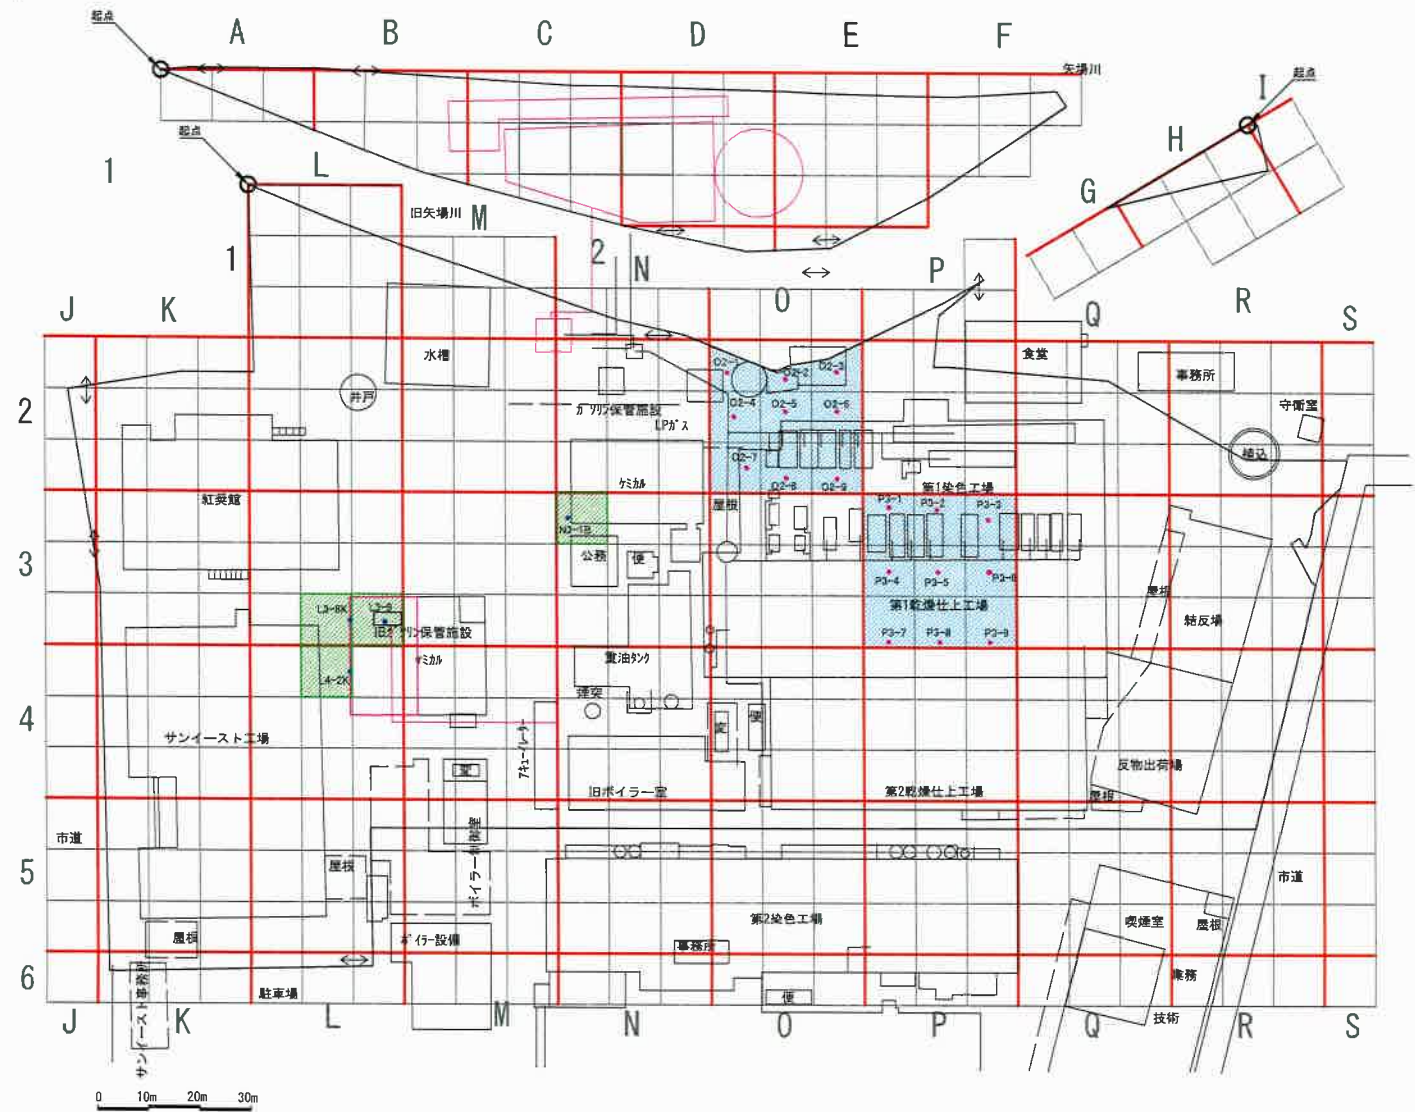 起点
A
B
C
D
E
F
矢場川
I
起点
起点
1
L
H
G
旧矢場川
M
1
2
N
O
P
J
K
Q
R
S
水槽
食堂
事務所
O2-1
O2-2
O2-3
井戸
2
ガソリン保管施設
O2-4
O2-5
O2-6
守衛室
LPガス
植込
O2-7
ケミカル
O2-8
O2-9
第1染色工場
紅葵館
屋根
P3-1
P3-2
P3-3
公務
便
3
P3-4
P3-5
P3-6
屋根
L3-8K
L3-9
第1乾燥仕上工場
結反場
旧ガソリン保管施設
P3-7
P3-8
P3-9
ケミカル
重油タンク
L4-2K
煙突
4
変
便
サンイースト工場
アキュームレーター
反物出荷場
変
旧ボイラー室
第2乾燥仕上工場
屋根
市道
ボイラー制御室
5
屋根
市道
第2染色工場
喫煙室
屋根
屋根
ボイラー設備
事務所
業務
6
駐車場
便
サンイースト事務所
技術
J
K
L
M
N
O
P
Q
R
S
0
10m
20m
30m